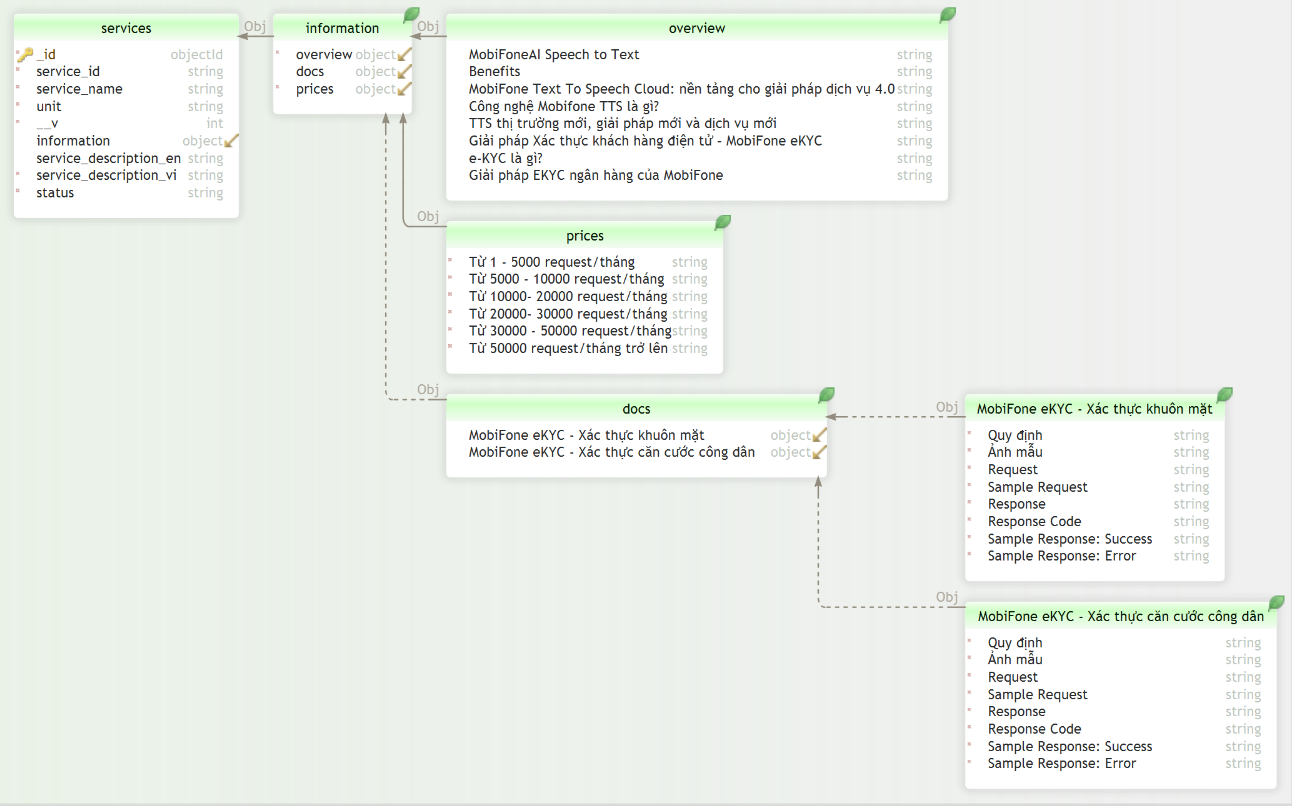 services
_id objectId
service_id string
service_name string
unit string
__v int
information object
service_description_en string
service_description_vi string
status string
Obj
information
overview object
docs object
prices object
Obj
overview
MobiFoneAI Speech to Text string
Benefits string
MobiFone Text To Speech Cloud: nền tảng cho giải pháp dịch vụ 4.0 string
Công nghệ Mobifone TTS là gì? string
TTS thị trường mới, giải pháp mới và dịch vụ mới string
Giải pháp Xác thực khách hàng điện tử - MobiFone eKYC string
e-KYC là gì? string
Giải pháp EKYC ngân hàng của MobiFone string
Obj
prices
Từ 1 - 5000 request/tháng string
Từ 5000 - 10000 request/tháng string
Từ 10000- 20000 request/tháng string
Từ 20000- 30000 request/tháng string
Từ 30000 - 50000 request/tháng string
Từ 50000 request/tháng trở lên string
Obj
docs
MobiFone eKYC - Xác thực khuôn mặt object
MobiFone eKYC - Xác thực căn cước công dân object
Obj
MobiFone eKYC - Xác thực khuôn mặt
Quy định string
Ảnh mẫu string
Request string
Sample Request string
Response string
Response Code string
Sample Response: Success string
Sample Response: Error string
Obj
MobiFone eKYC - Xác thực căn cước công dân
Quy định string
Ảnh mẫu string
Request string
Sample Request string
Response string
Response Code string
Sample Response: Success string
Sample Response: Error string